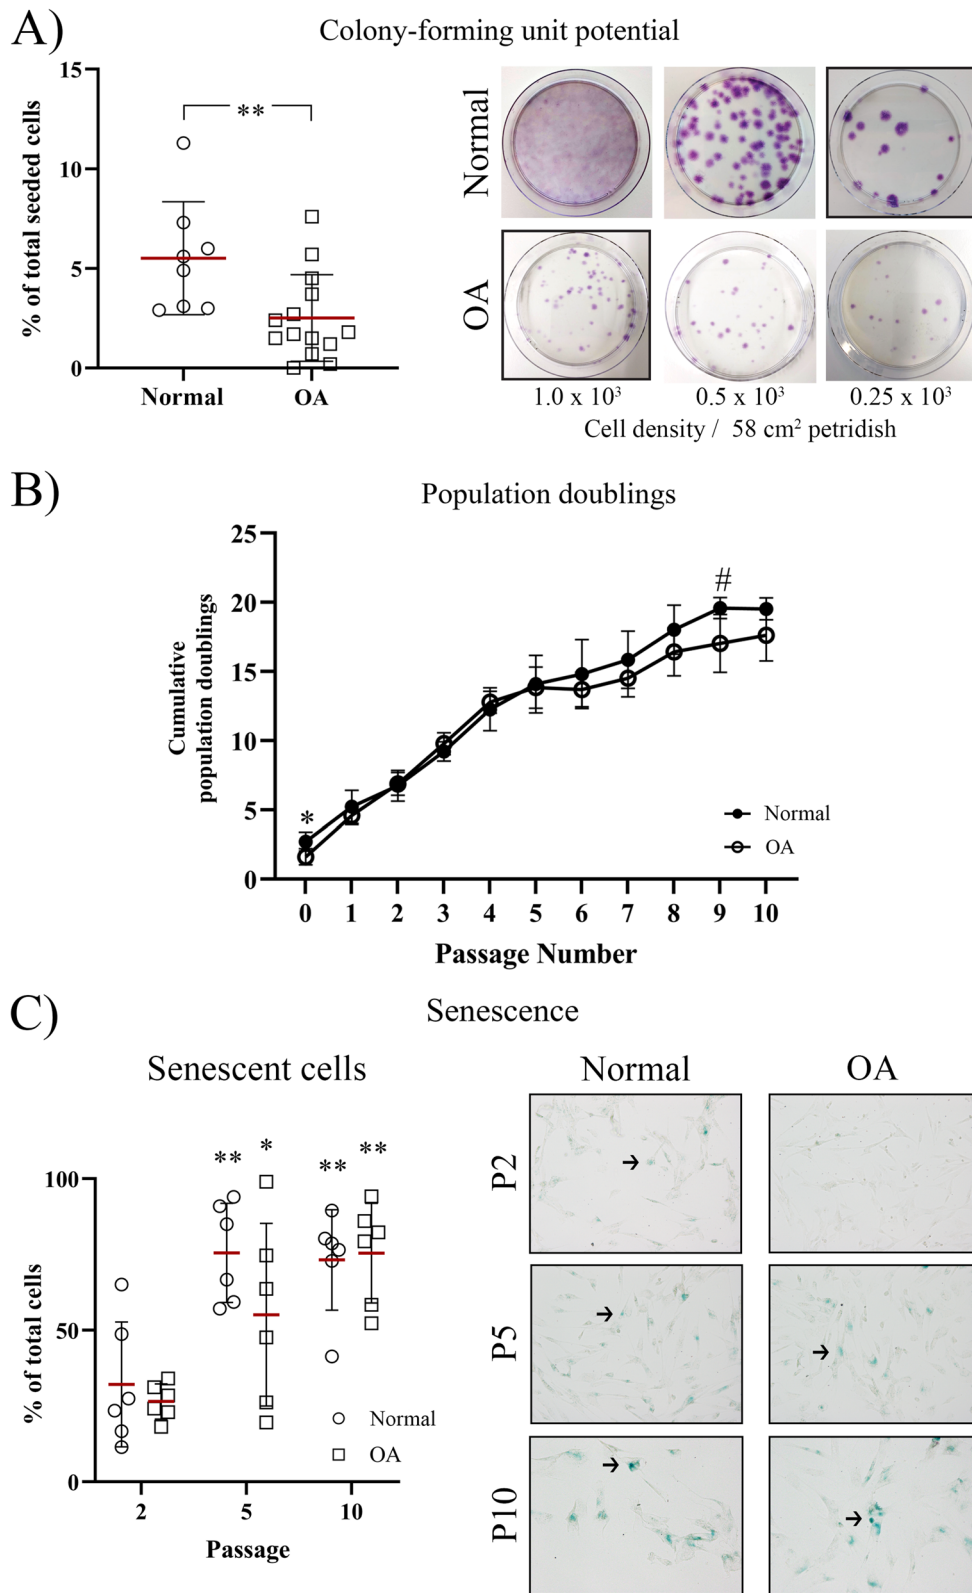 A)
Colony-forming unit potential
% of total seeded cells
15
10
5
0
**
Normal
OA
Normal
OA
1.0 x 10³
0.5 x 10³
0.25 x 10³
Cell density / 58 cm² petridish
B)
Population doublings
Cumulative
population doublings
25
20
15
10
5
0
*
#
Normal
OA
0 1 2 3 4 5 6 7 8 9 10
Passage Number
C)
Senescence
Senescent cells
% of total cells
100
50
0
**
*
**
**
Normal
OA
2 5 10
Passage
Normal
OA
P2
P5
P10